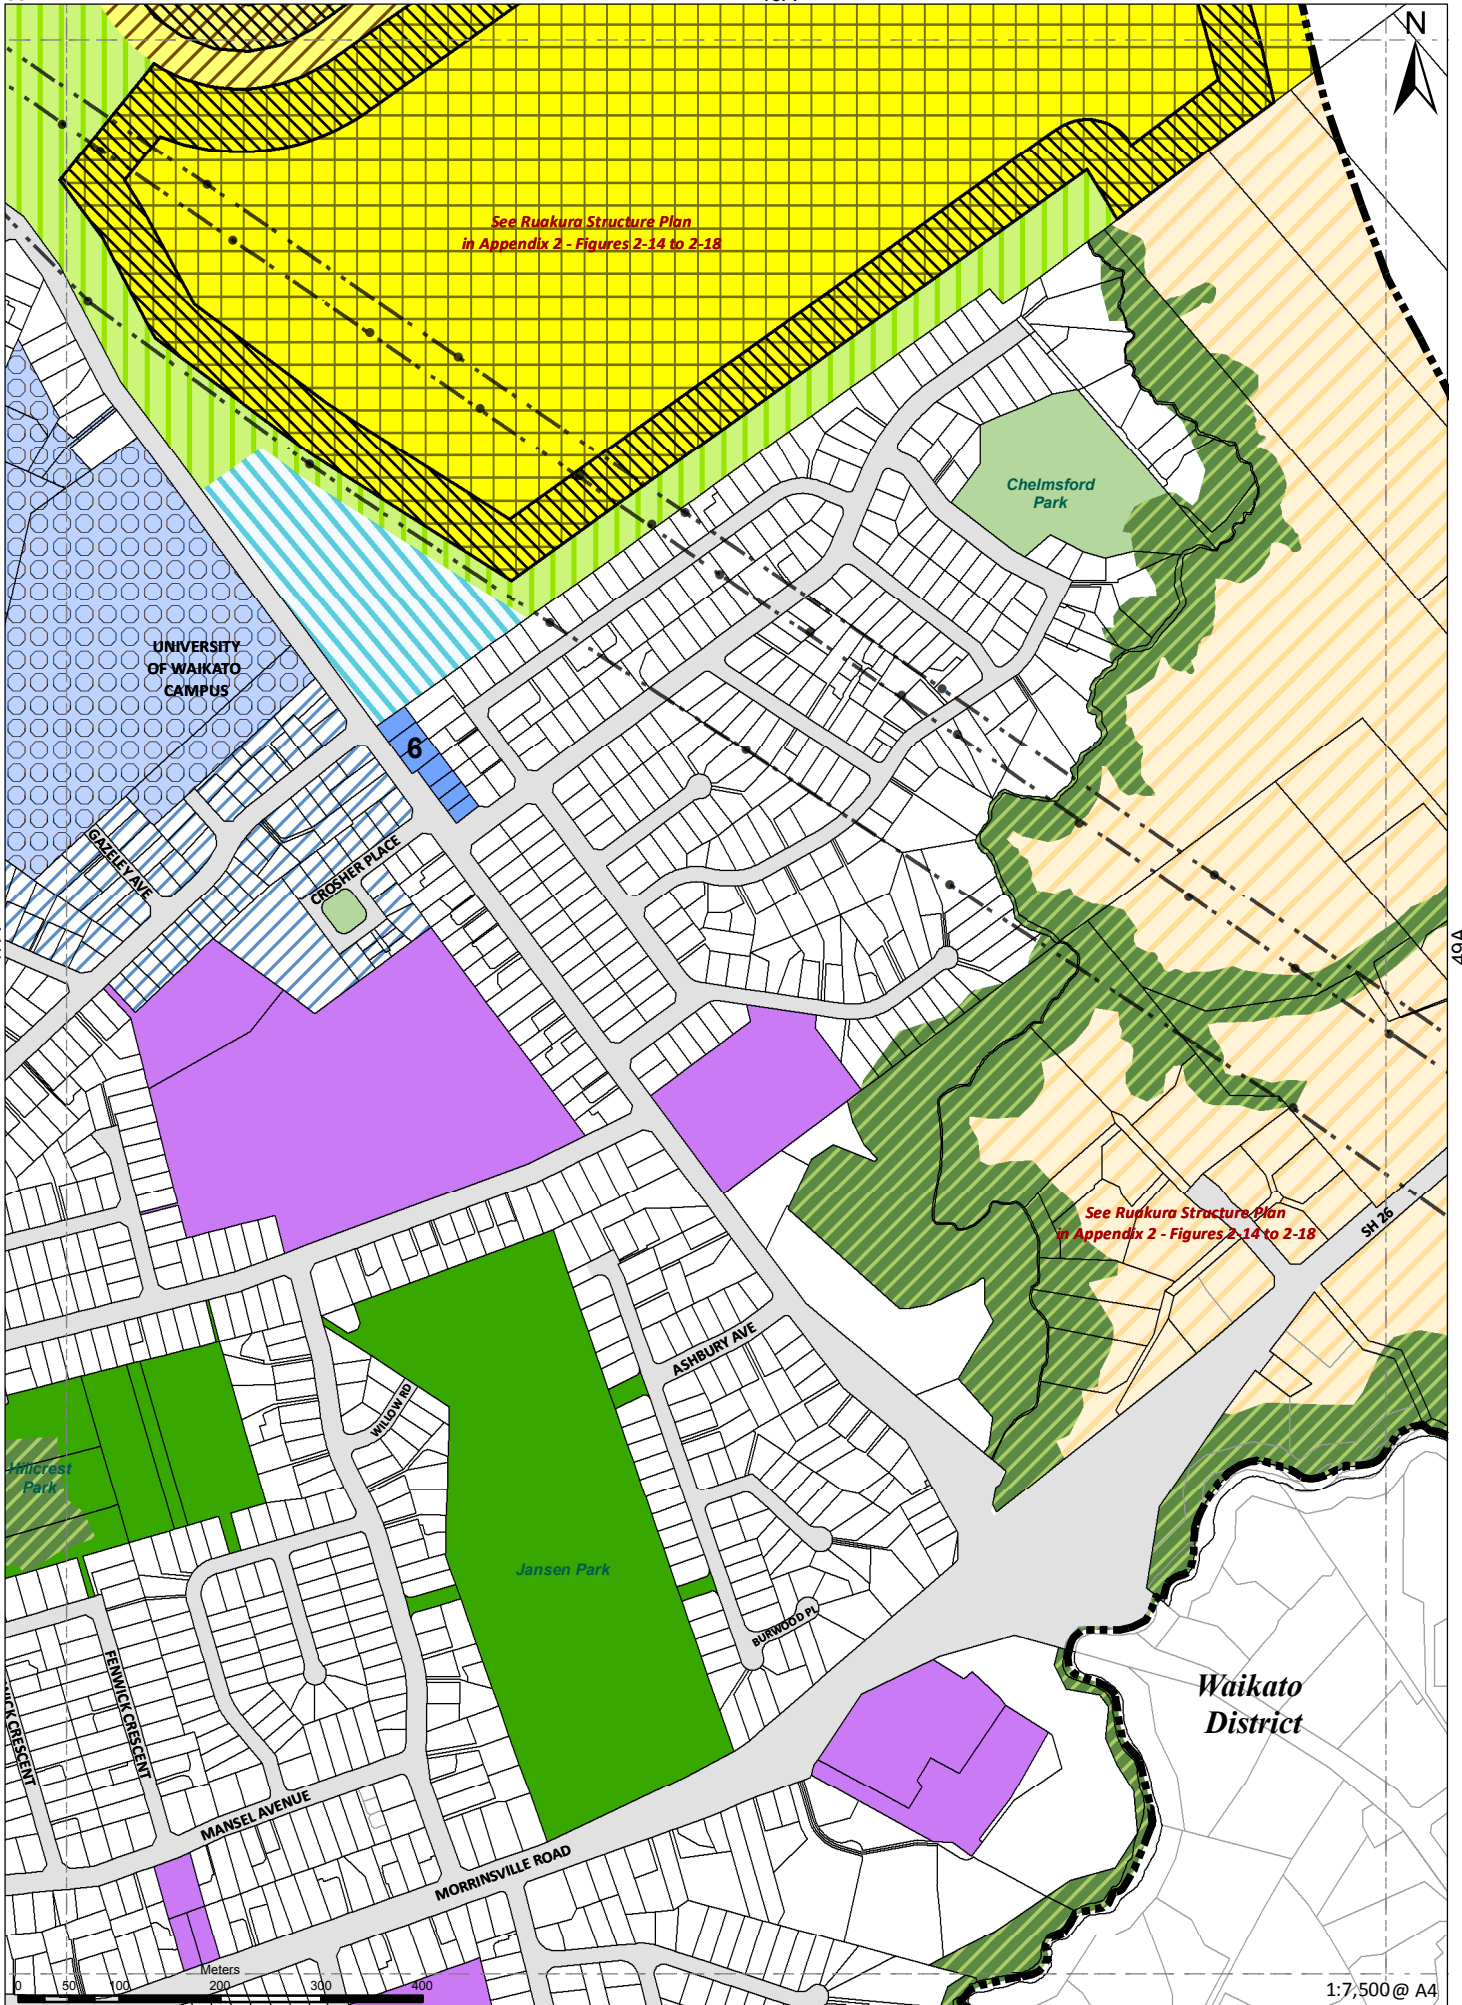 N
See Ruakura Structure Plan
in Appendix 2 - Figures 2-14 to 2-18
Chelmsford
Park
UNIVERSITY
OF WAIKATO
CAMPUS
6
GAZELEY AVE
CROSHER PLACE
49A
See Ruakura Structure Plan
in Appendix 2 - Figures 2-14 to 2-18
SH 26
ASHBURY AVE
WILLOW RD
Hillcrest
Park
Jansen Park
BURWOOD PL
FENWICK CRESCENT
WICK CRESCENT
Waikato
District
MANSEL AVENUE
MORRINSVILLE ROAD
Meters
0 50 100 200 300 400
1:7,500 @ A4